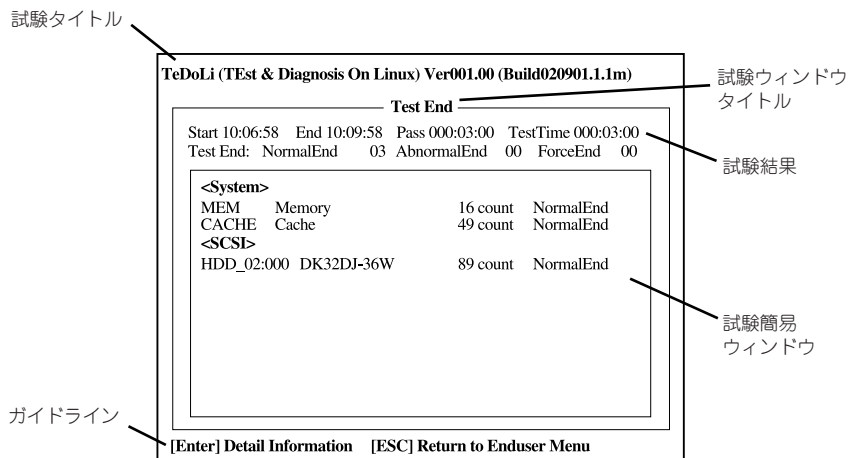 試験タイトル
TeDoLi (TEst & Diagnosis On Linux) Ver001.00 (Build020901.1.1m)
試験ウィンドウ
タイトル
Test End
Start 10:06:58 End 10:09:58 Pass 000:03:00 TestTime 000:03:00
Test End: NormalEnd 03 AbnormalEnd 00 ForceEnd 00
試験結果
<System>
MEM Memory 16 count NormalEnd
CACHE Cache 49 count NormalEnd
<SCSI>
HDD_02:000 DK32DJ-36W 89 count NormalEnd
試験簡易
ウィンドウ
ガイドライン
[Enter] Detail Information [ESC] Return to Enduser Menu